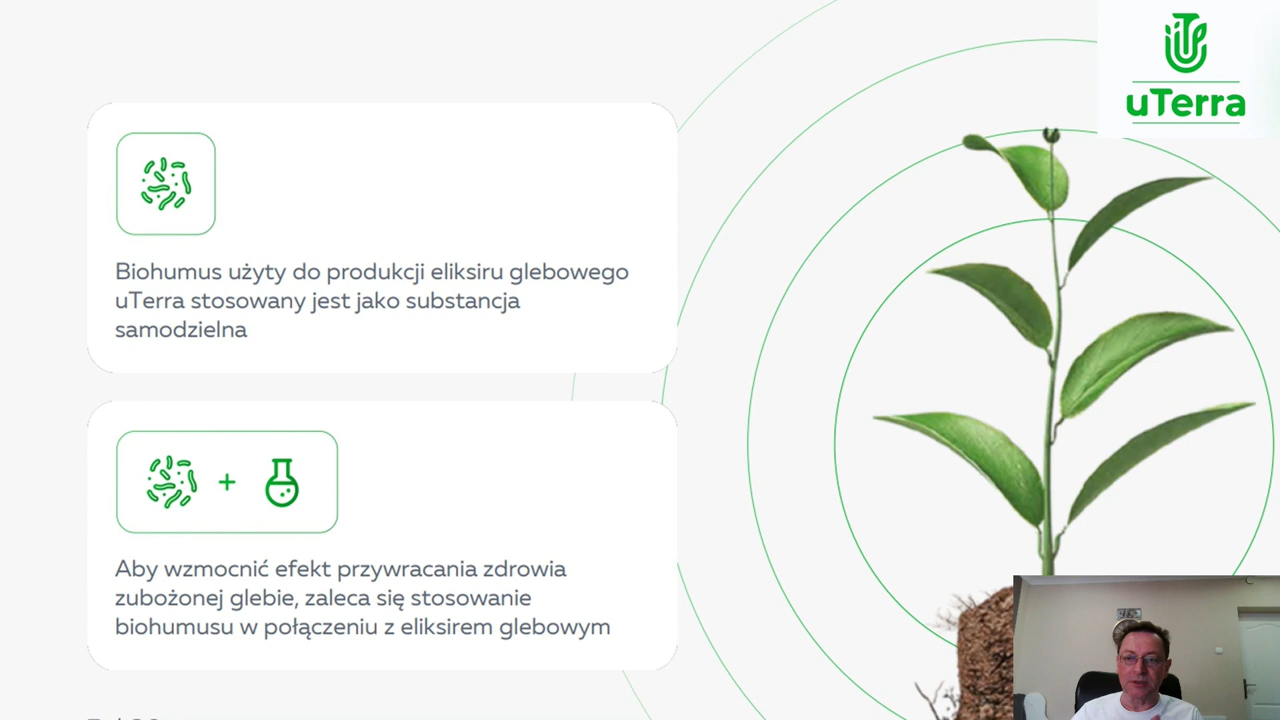 uTerra
Biohumus użyty do produkcji eliksiru glebowego
uTerra stosowany jest jako substancja
samodzielna
+
Aby wzmocnić efekt przywracania zdrowia
zubożonej glebie, zaleca się stosowanie
biohumusu w połączeniu z eliksirem glebowym